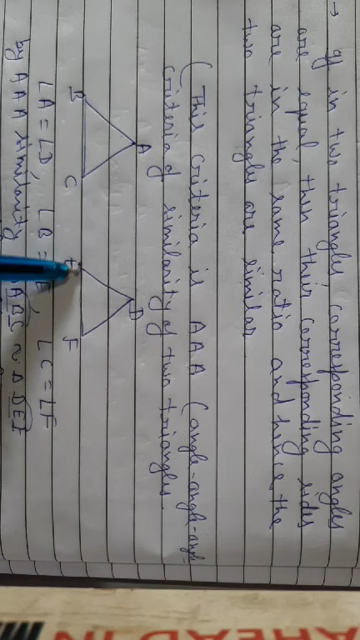 → If in two triangles corresponding angles
are equal, then their corresponding sides
are in the same ratio and hence the
two triangles are similar
(This criteria is AAA (angle-angle-angle
criteria of similarity of two triangles.
A
B C
D
F
∠A = ∠D, ∠B = ∠C = ∠F
by AAA similarity ABC ~ Δ DEF
AHEAD IN